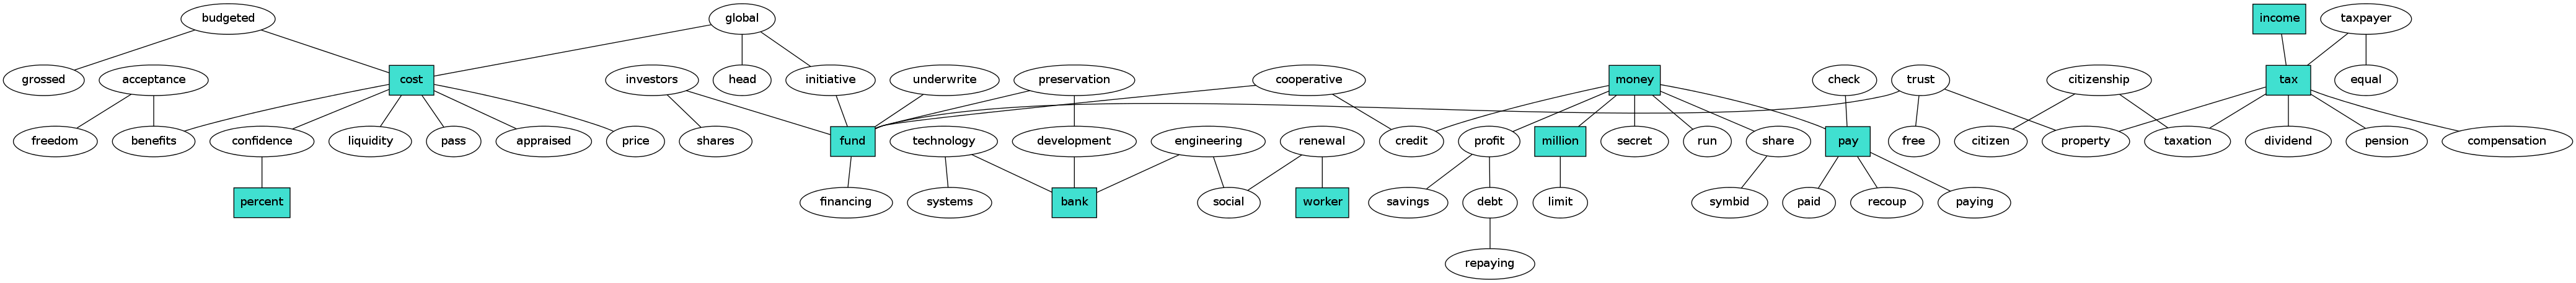 budgeted global income taxpayer
grossed acceptance cost investors head initiative underwrite preservation cooperative money check trust citizenship tax equal
freedom benefits confidence liquidity pass appraised price shares fund technology development engineering renewal credit profit million secret run share pay free citizen property taxation dividend pension compensation
percent financing systems bank social worker savings debt limit symbid paid recoup paying
repaying